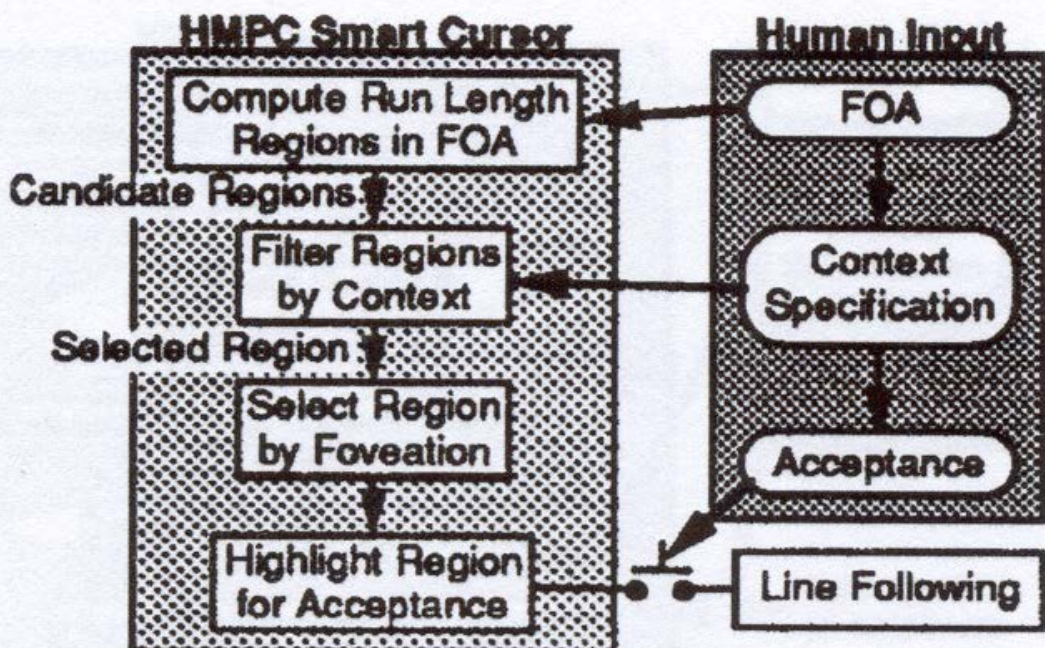 HMPC Smart Cursor
Human Input
Compute Run Length
Regions in FOA
FOA
Candidate Regions
Filter Regions
by Context
Context
Specification
Selected Region
Select Region
by Foveation
Acceptance
Highlight Region
for Acceptance
Line Following